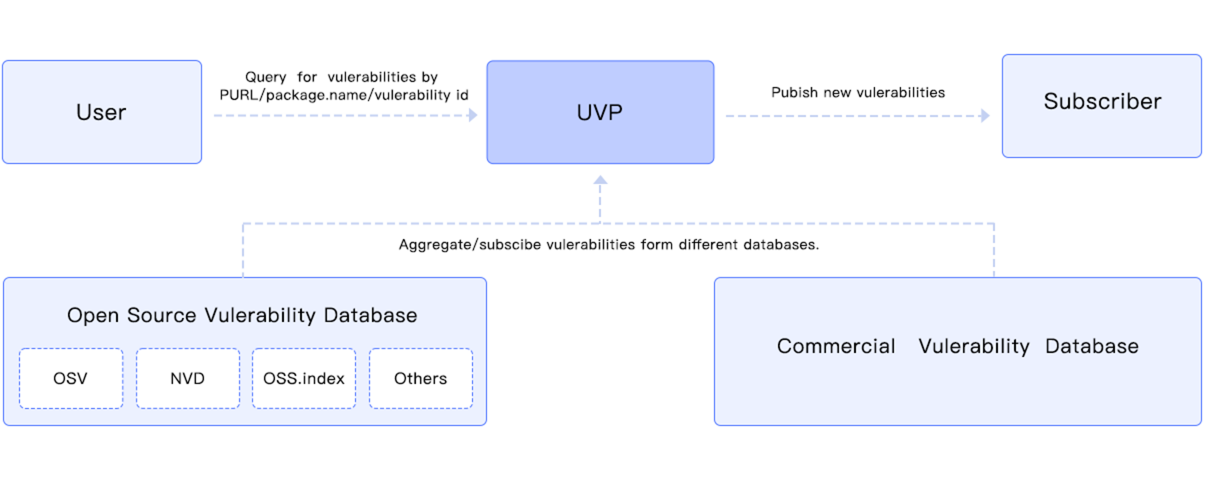 User
Query for vulerabilities by
PURL/package.name/vulerability id
UVP
Pubish new vulerabilities
Subscriber
Aggregate/subscibe vulerabilities form different databases.
Open Source Vulerability Database
OSV
NVD
OSS.index
Others
Commercial Vulerability Database